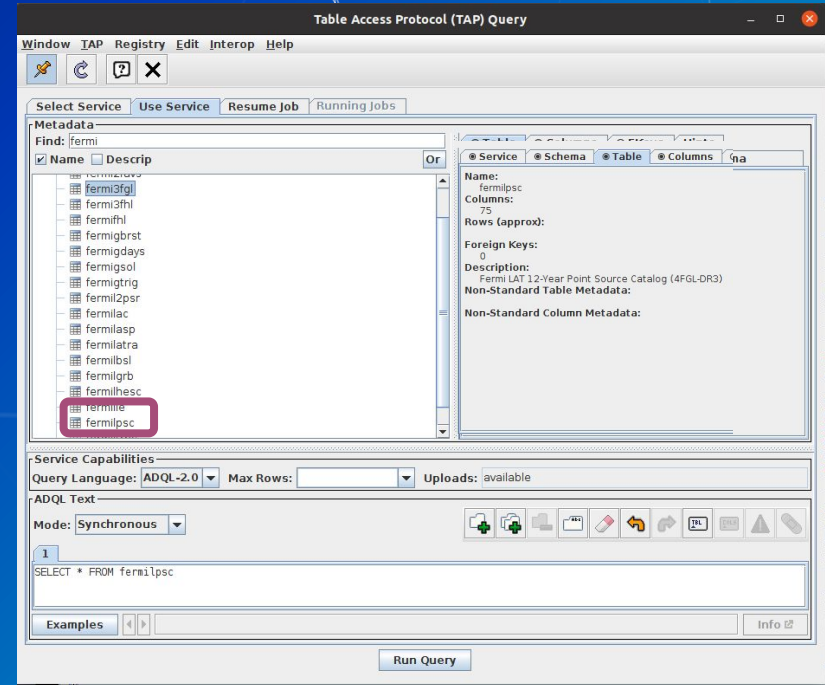 Table Access Protocol (TAP) Query
Window TAP Registry Edit Interop Help
Select Service Use Service Resume Job Running Jobs
Metadata
Find: fermi
Name Descrip Or
fermi3fgl
fermi3fhl
fermifhl
fermigbrst
fermigdays
fermigsol
fermigtrig
fermil2psr
fermilac
fermilasp
fermilatra
fermilbsl
fermilgrb
fermilhesc
fermille
fermilpsc
Service Schema Table Columns
Name:
fermilpsc
Columns:
75
Rows (approx):
Foreign Keys:
0
Description:
Fermi LAT 12-Year Point Source Catalog (4FGL-DR3)
Non-Standard Table Metadata:
Non-Standard Column Metadata:
Service Capabilities
Query Language: ADQL-2.0 Max Rows: Uploads: available
ADQL Text
Mode: Synchronous
abc
TBL
1
SELECT * FROM fermilpsc
Examples Info
Run Query